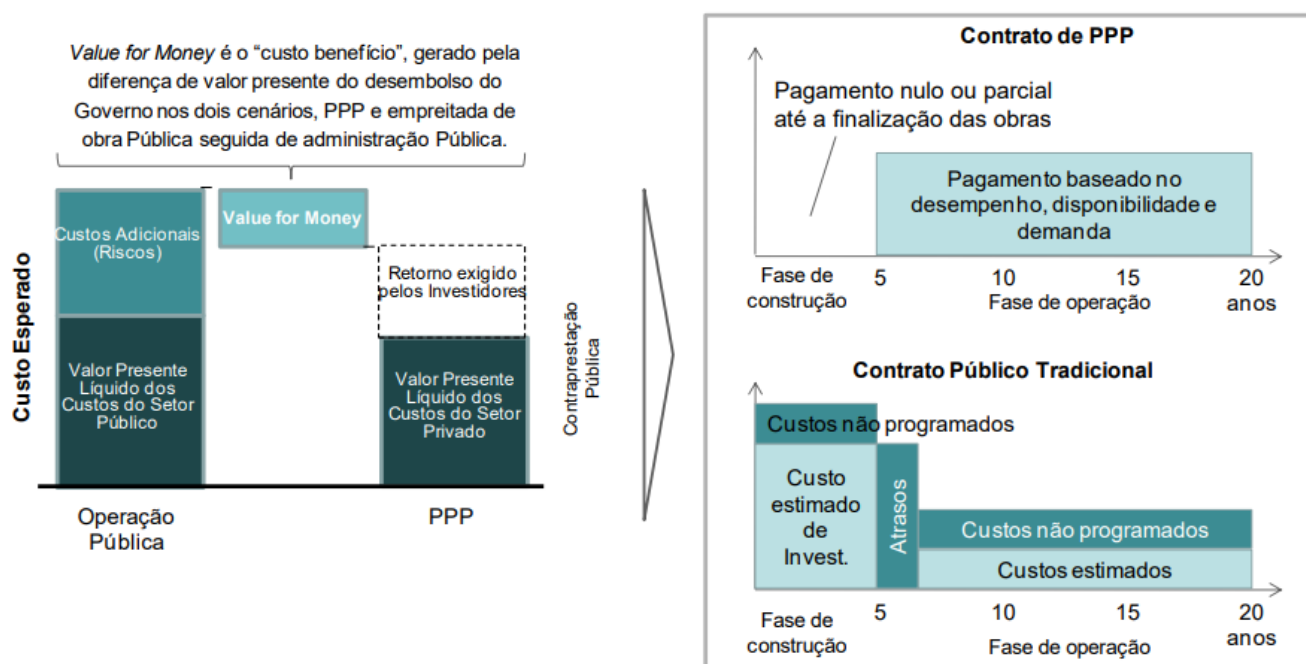 Value for Money é o “custo benefício”, gerado pela
diferença de valor presente do desembolso do
Governo nos dois cenários, PPP e empreitada de
obra Pública seguida de administração Pública.
Custo Esperado
Custos Adicionais
(Riscos)
Valor Presente
Líquido dos
Custos do Setor
Público
Value for Money
Retorno exigido
pelos Investidores
Valor Presente
Líquido dos
Custos do Setor
Privado
Contraprestação
Pública
Operação
Pública
PPP
Contrato de PPP
Pagamento nulo ou parcial
até a finalização das obras
Pagamento baseado no
desempenho, disponibilidade e
demanda
Fase de
construção
5
10
15
20
anos
Fase de operação
Contrato Público Tradicional
Custos não programados
Custo
estimado
de
Invest.
Atrasos
Custos não programados
Custos estimados
Fase de
construção
5
10
15
20
anos
Fase de operação